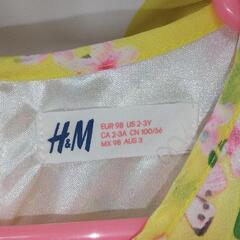 H&M
EUR 98 US 2-3Y
CA 2-3A CN 100/56
MX 98 AUS 3